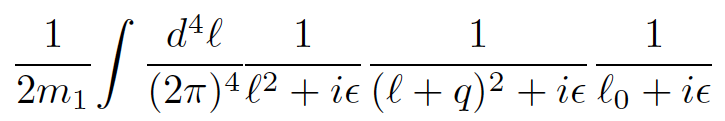 \frac{1}{2m_1} \int \frac{d^4\ell}{(2\pi)^4} \frac{1}{\ell^2 + i\epsilon} \frac{1}{(\ell + q)^2 + i\epsilon} \frac{1}{\ell_0 + i\epsilon}